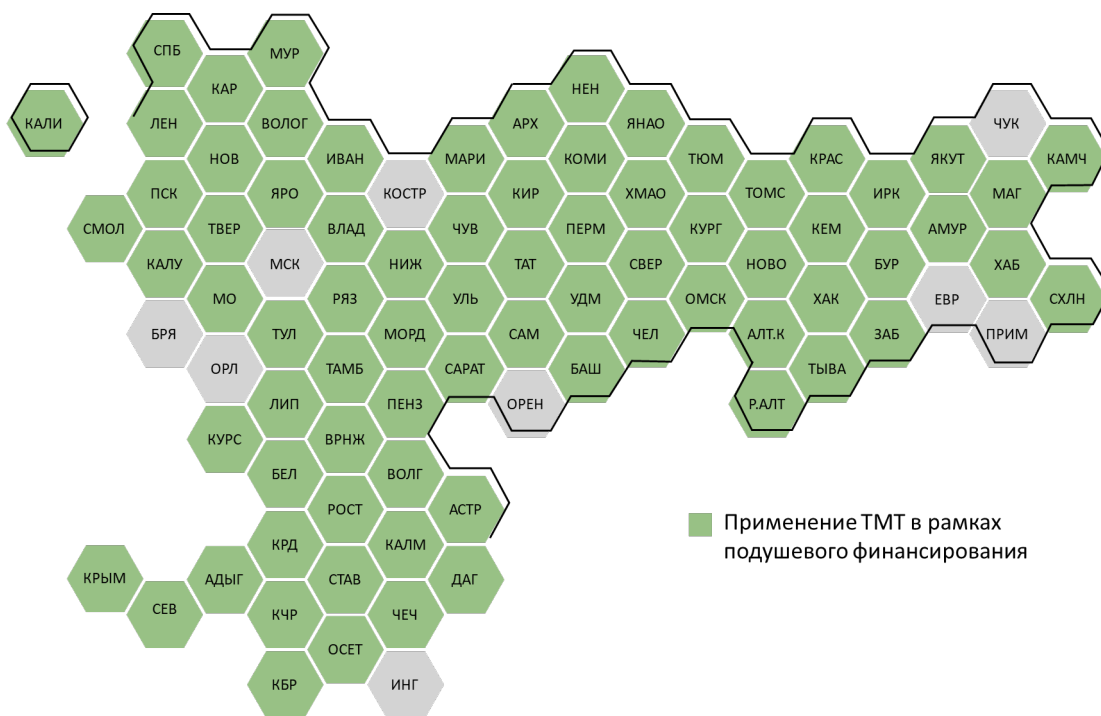 СПБ
МУР
КАР
НЕН
КАЛИ
ЛЕН
ВОЛОГ
АРХ
ЯНАО
ЧУК
НОВ
ИВАН
МАРИ
КОМИ
ТЮМ
КРАС
ЯКУТ
КАМЧ
ПСК
ЯРО
КОСТР
КИР
ХМАО
ТОМС
ИРК
МАГ
СМОЛ
ТВЕР
ВЛАД
ЧУВ
ПЕРМ
КУРГ
КЕМ
АМУР
КАЛУ
МСК
НИЖ
ТАТ
СВЕР
НОВО
БУР
ХАБ
МО
РЯЗ
УЛЬ
УДМ
ОМСК
ХАК
ЕВР
СХЛН
БРЯ
ТУЛ
МОРД
САМ
ЧЕЛ
АЛТ.К
ЗАБ
ПРИМ
ОРЛ
ТАМБ
САРАТ
БАШ
ТЫВА
ЛИП
ПЕНЗ
ОРЕН
Р.АЛТ
КУРС
ВРНЖ
БЕЛ
ВОЛГ
РОСТ
АСТР
КРД
КАЛМ
КРЫМ
АДЫГ
СТАВ
ДАГ
СЕВ
КЧР
ЧЕЧ
ОСЕТ
КБР
ИНГ
Применение ТМТ в рамках
подушевого финансирования